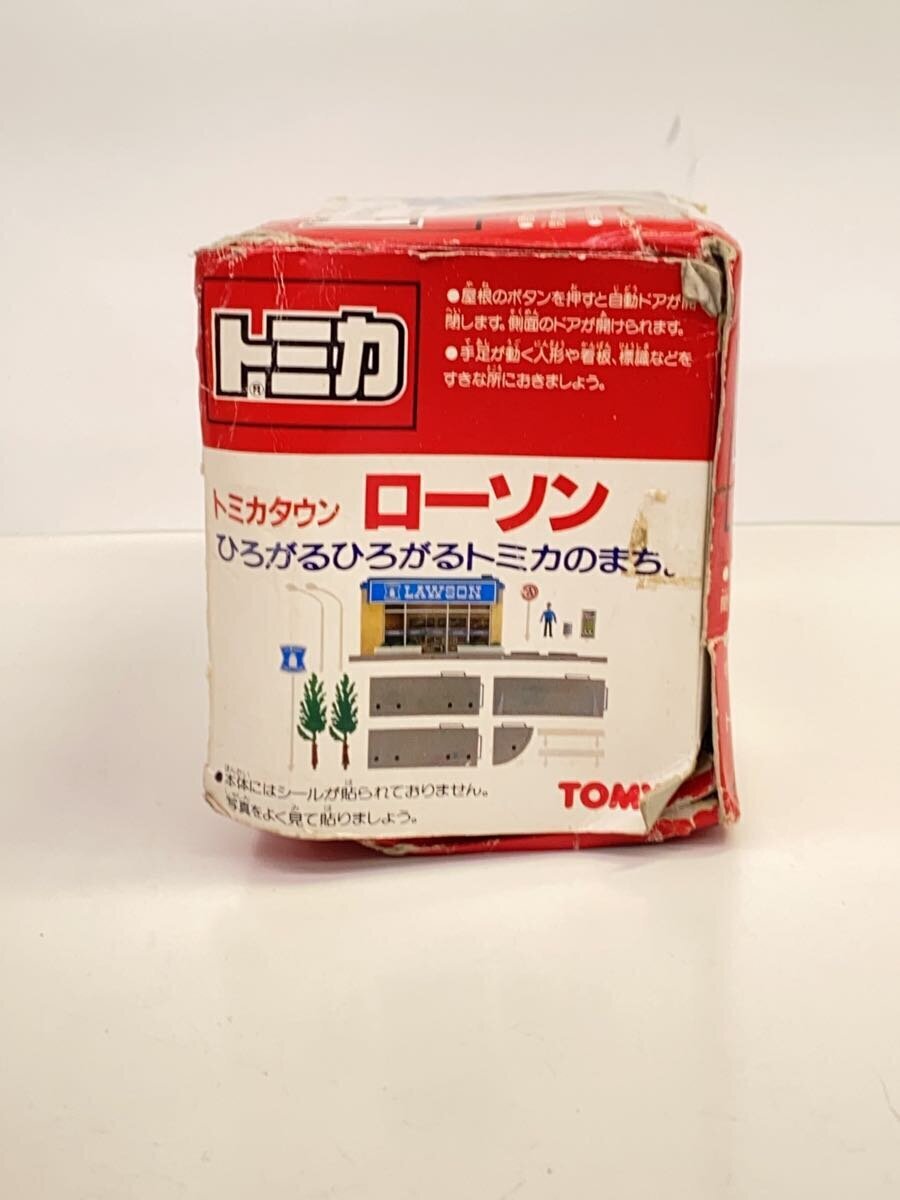 トミカ
●屋根のボタンを押すと自動ドアが開
閉します。側面のドアが開けられます。
●手足が動く人形や看板、標識などを
すきな所におきましょう。
トミカタウン ローソン
ひろがるひろがるトミカのまち。
LAWSON
●本体にはシールが貼られておりません。
写真をよく見て貼りましょう。
TOMY